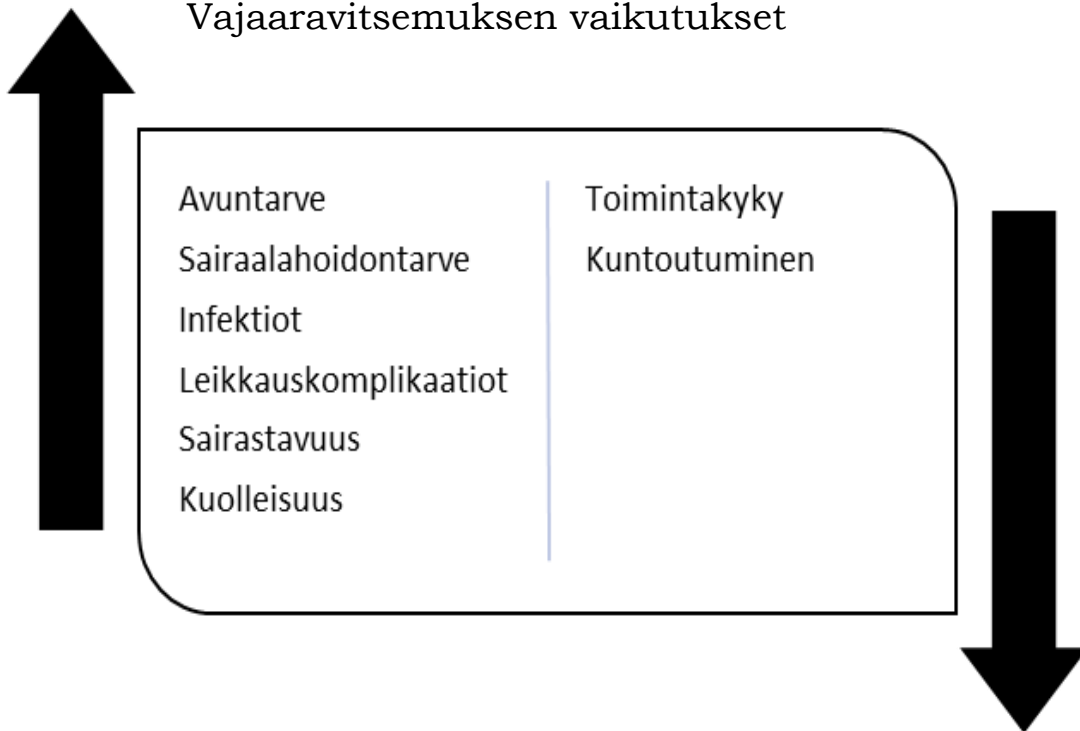 Vajaaravitsemuksen vaikutukset
Avuntarve
Sairaalahoidontarve
Infektiot
Leikkauskomplikaatiot
Sairastavuus
Kuolleisuus
Toimintakyky
Kuntoutuminen